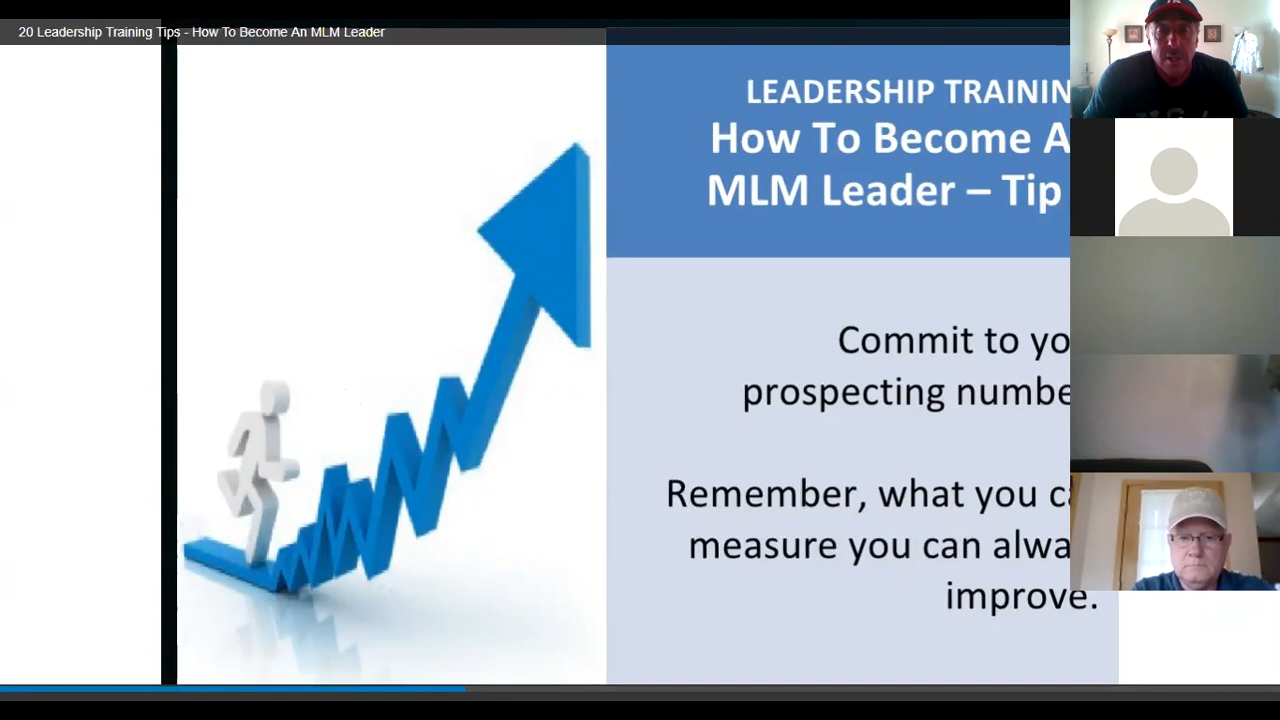 20 Leadership Training Tips - How To Become An MLM Leader
LEADERSHIP TRAININ
How To Become A
MLM Leader – Tip
Commit to yo
prospecting numbe
Remember, what you ca
measure you can alwa
improve.